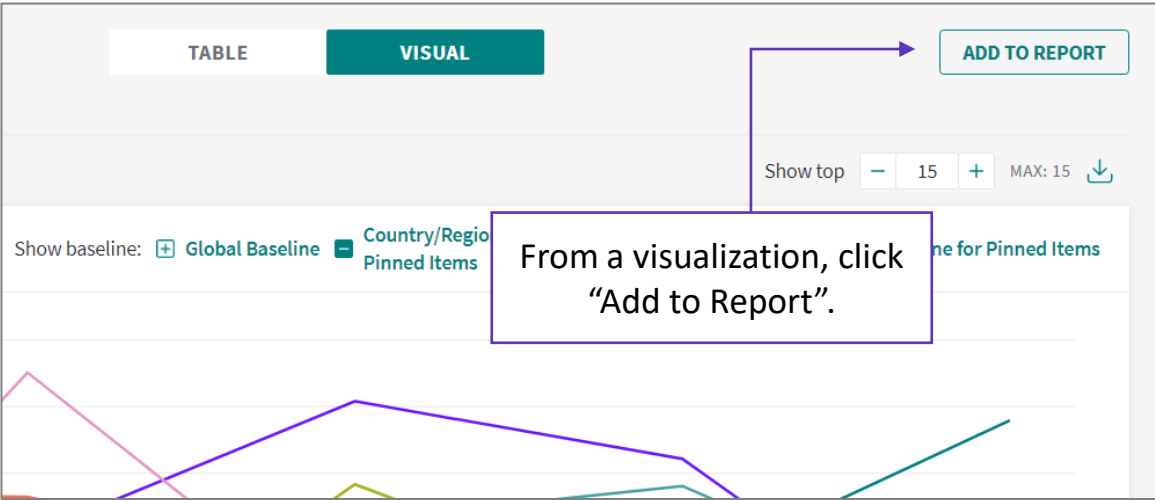 TABLE VISUAL ADD TO REPORT
Show top − 15 + MAX: 15
Show baseline: Global Baseline Country/Regio
Pinned Items
ne for Pinned Items
From a visualization, click
“Add to Report”.